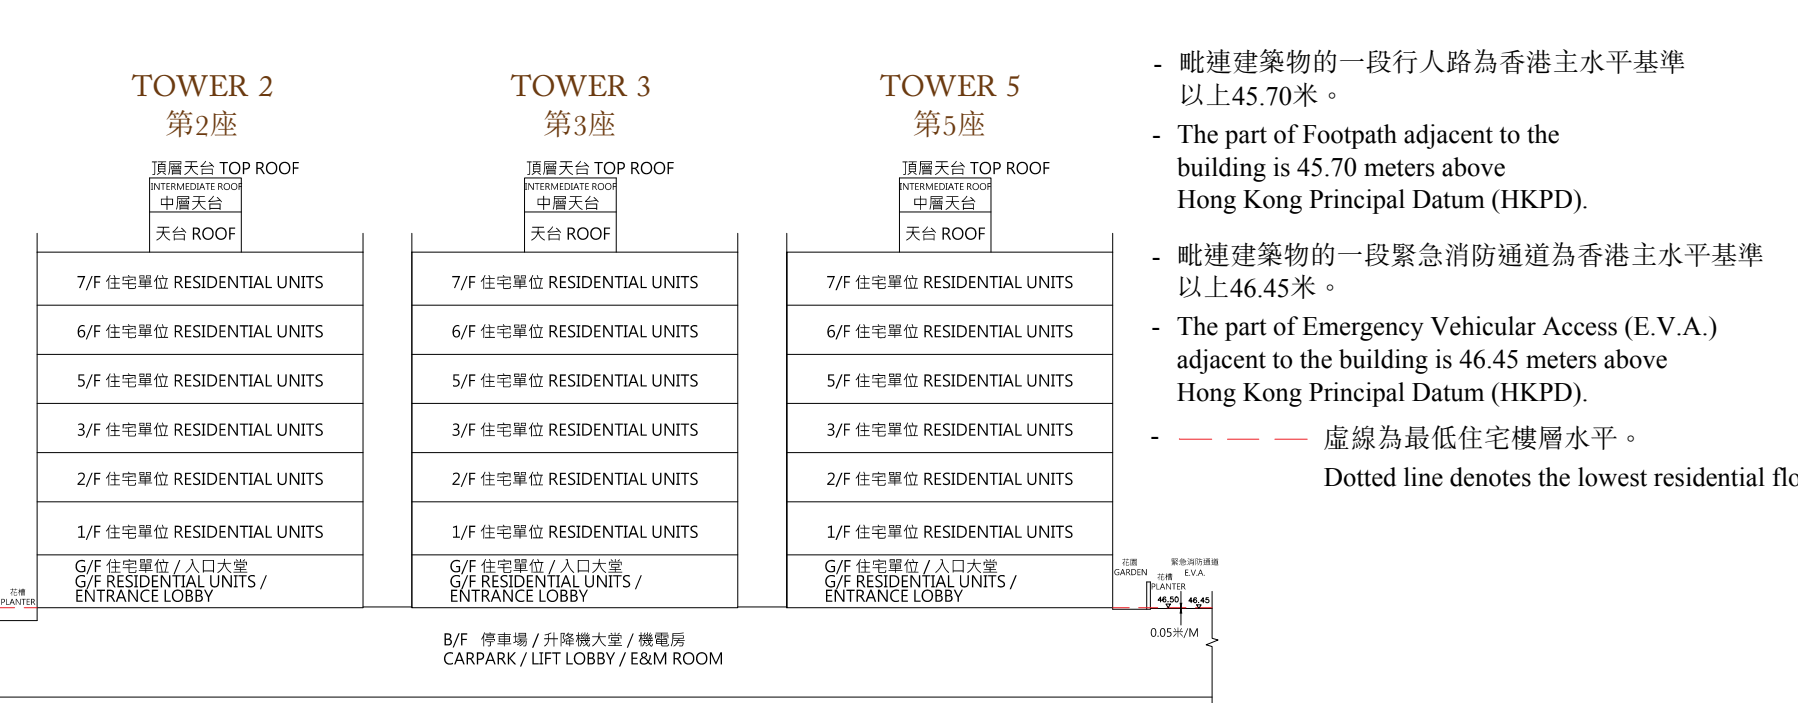 TOWER 2
第2座
頂層天台 TOP ROOF
INTERMEDIATE ROOF
中層天台
天台 ROOF
7/F 住宅單位 RESIDENTIAL UNITS
6/F 住宅單位 RESIDENTIAL UNITS
5/F 住宅單位 RESIDENTIAL UNITS
3/F 住宅單位 RESIDENTIAL UNITS
2/F 住宅單位 RESIDENTIAL UNITS
1/F 住宅單位 RESIDENTIAL UNITS
G/F 住宅單位 / 入口大堂
G/F RESIDENTIAL UNITS /
ENTRANCE LOBBY
花槽
PLANTER
TOWER 3
第3座
頂層天台 TOP ROOF
INTERMEDIATE ROOF
中層天台
天台 ROOF
7/F 住宅單位 RESIDENTIAL UNITS
6/F 住宅單位 RESIDENTIAL UNITS
5/F 住宅單位 RESIDENTIAL UNITS
3/F 住宅單位 RESIDENTIAL UNITS
2/F 住宅單位 RESIDENTIAL UNITS
1/F 住宅單位 RESIDENTIAL UNITS
G/F 住宅單位 / 入口大堂
G/F RESIDENTIAL UNITS /
ENTRANCE LOBBY
TOWER 5
第5座
頂層天台 TOP ROOF
INTERMEDIATE ROOF
中層天台
天台 ROOF
7/F 住宅單位 RESIDENTIAL UNITS
6/F 住宅單位 RESIDENTIAL UNITS
5/F 住宅單位 RESIDENTIAL UNITS
3/F 住宅單位 RESIDENTIAL UNITS
2/F 住宅單位 RESIDENTIAL UNITS
1/F 住宅單位 RESIDENTIAL UNITS
G/F 住宅單位 / 入口大堂
G/F RESIDENTIAL UNITS /
ENTRANCE LOBBY
花園
GARDEN
花槽
PLANTER
緊急消防通道
E.V.A.
46.50 46.45
0.05米/M
B/F 停車場 / 升降機大堂 / 機電房
CARPARK / LIFT LOBBY / E&M ROOM
- 毗連建築物的一段行人路為香港主水平基準
以上45.70米。
- The part of Footpath adjacent to the
building is 45.70 meters above
Hong Kong Principal Datum (HKPD).
- 毗連建築物的一段緊急消防通道為香港主水平基準
以上46.45米。
- The part of Emergency Vehicular Access (E.V.A.)
adjacent to the building is 46.45 meters above
Hong Kong Principal Datum (HKPD).
- 虛線為最低住宅樓層水平。
Dotted line denotes the lowest residential flo